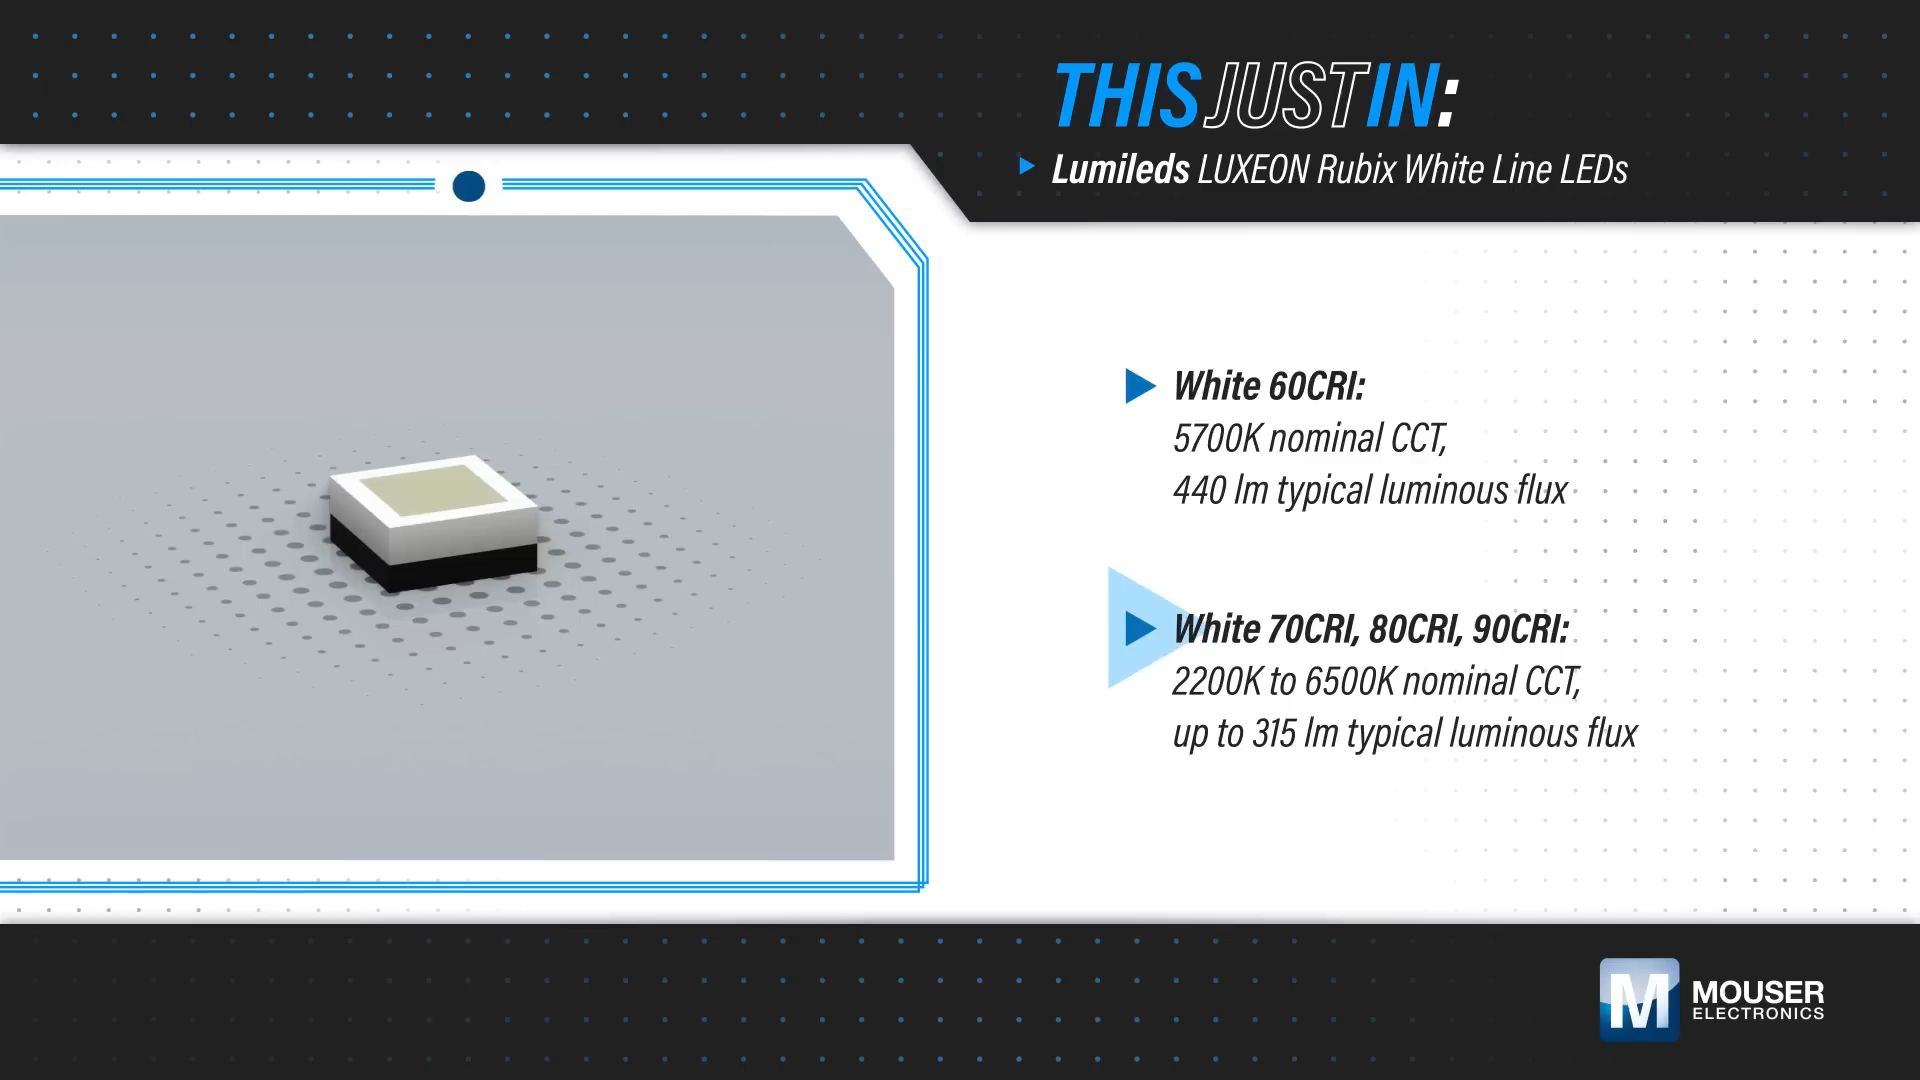 THIS JUST IN:
Lumileds LUXEON Rubix White Line LEDs
White 60CRI:
5700K nominal CCT,
440 lm typical luminous flux
White 70CRI, 80CRI, 90CRI:
2200K to 6500K nominal CCT,
up to 315 lm typical luminous flux
M
MOUSER
ELECTRONICS